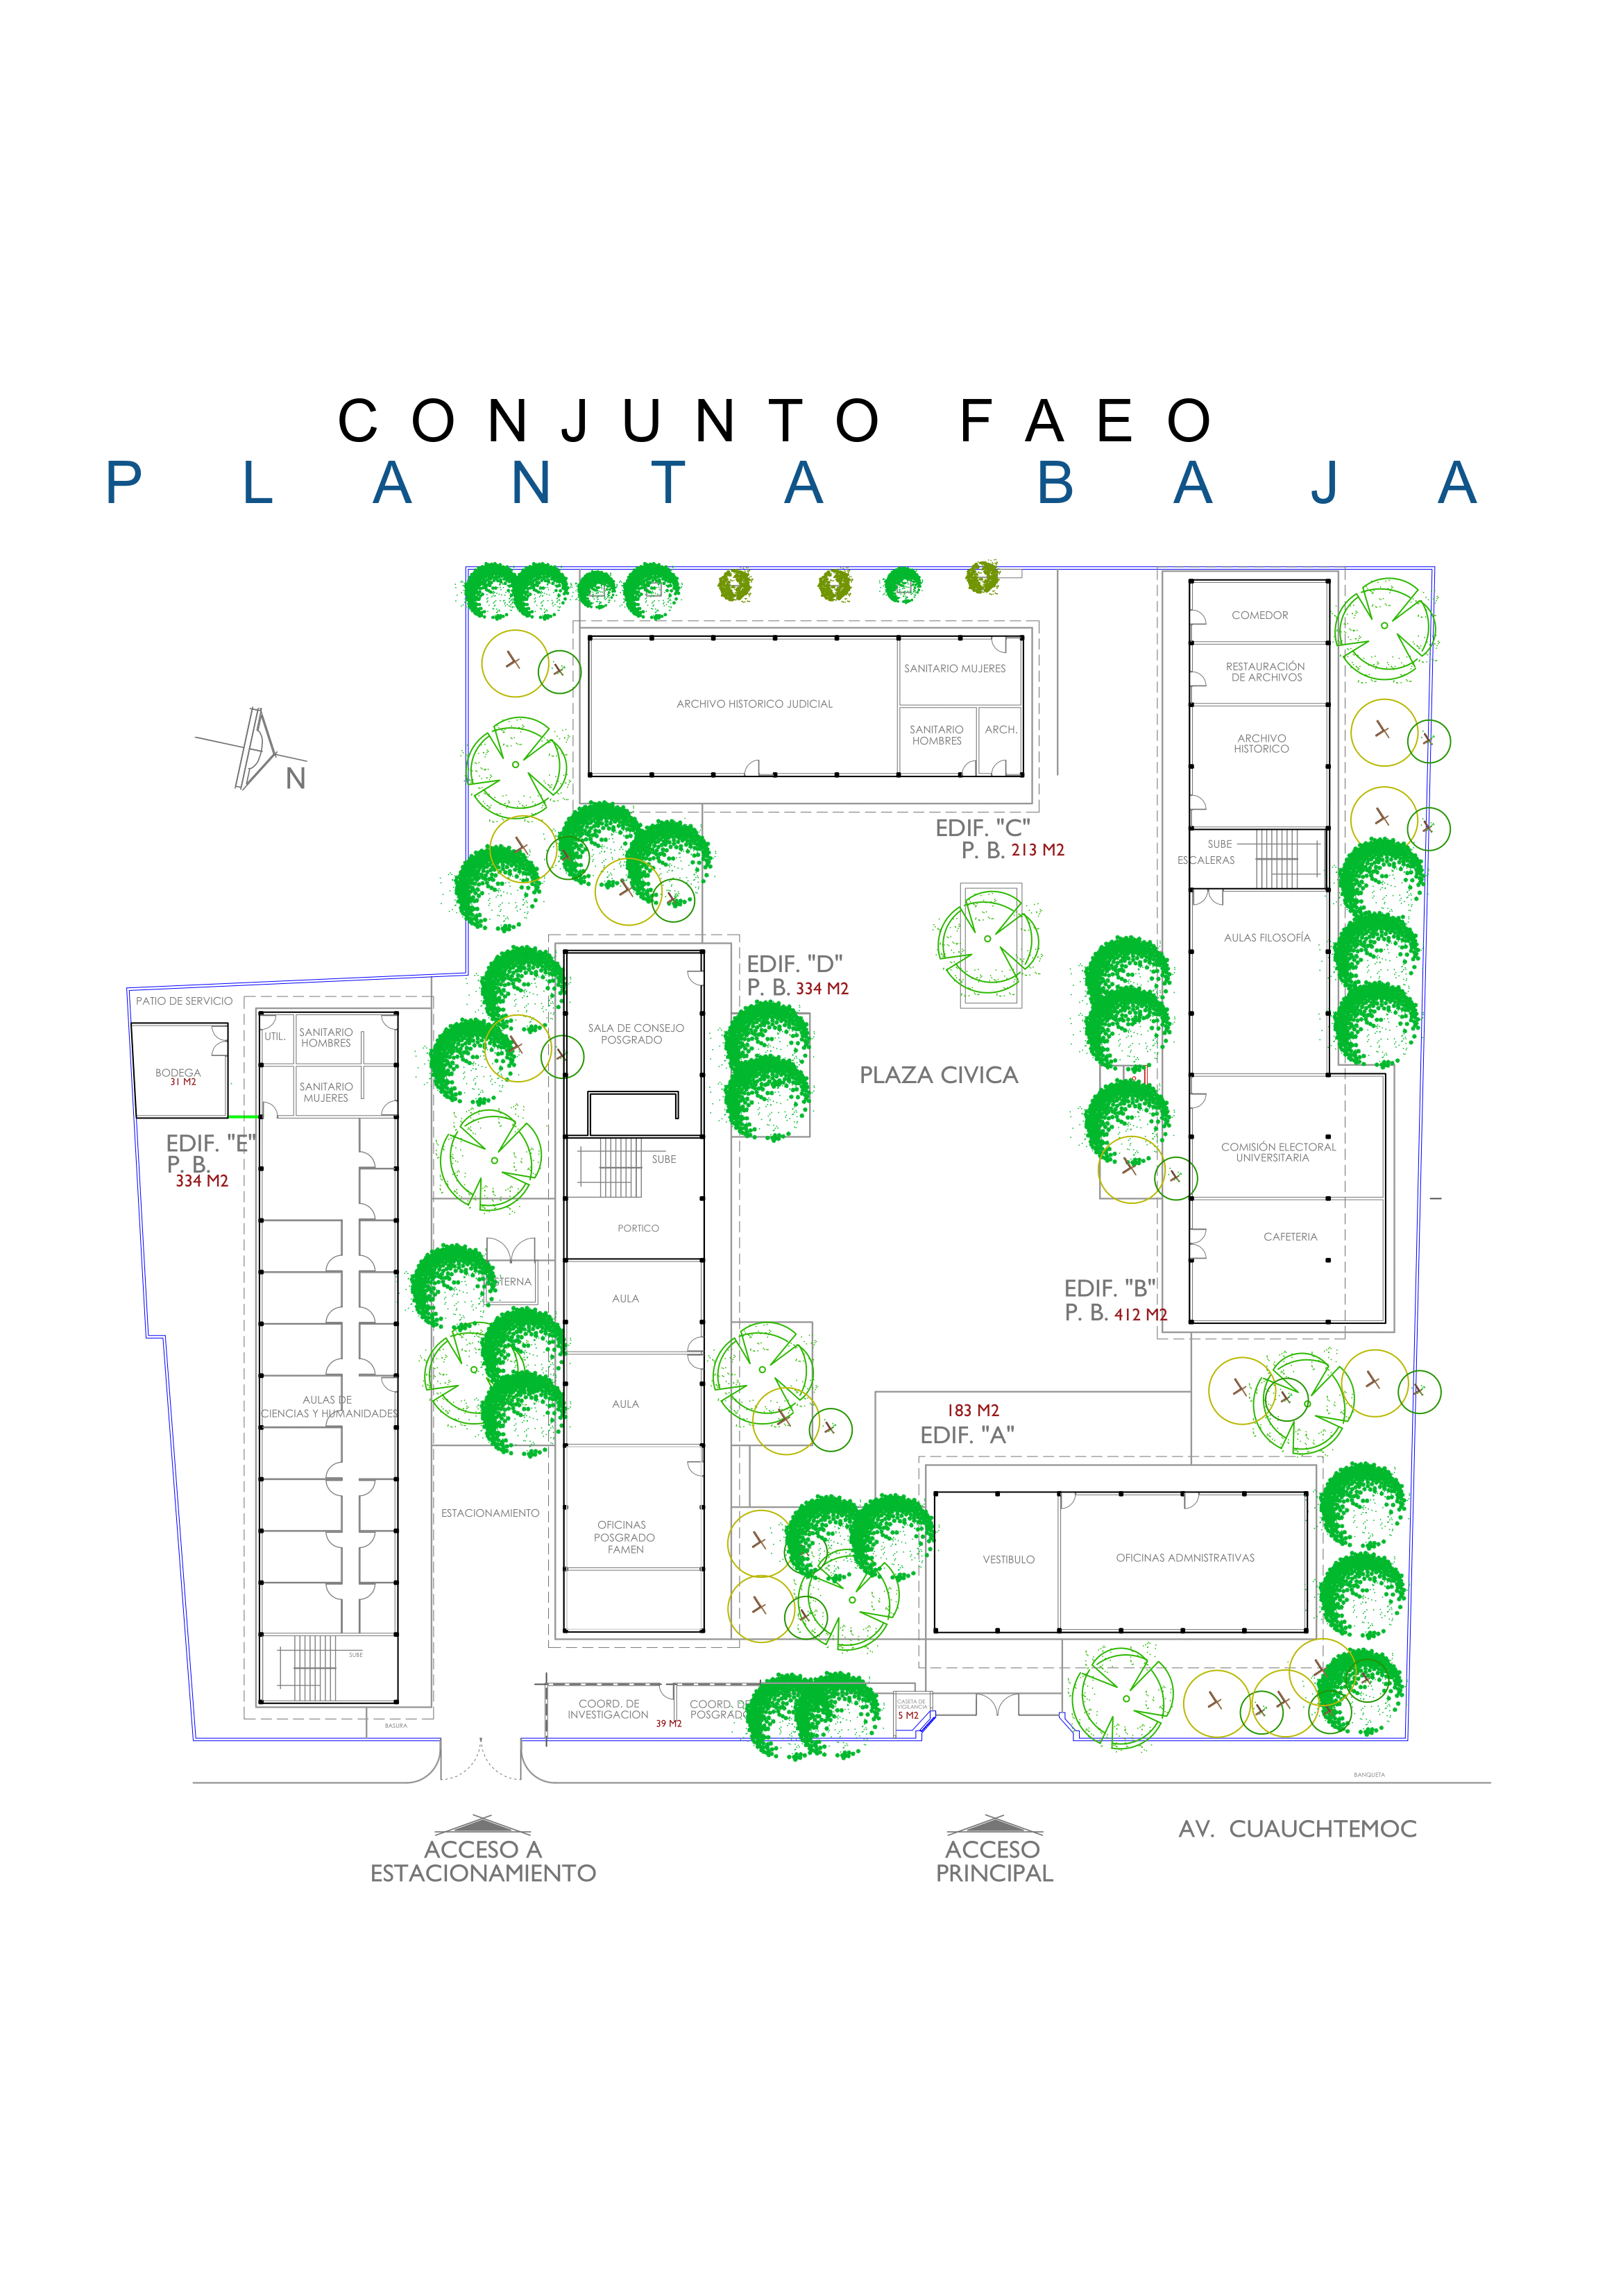 CONJUNTO FAEO
PLANTA BAJA
COMEDOR
RESTAURACIÓN
DE ARCHIVOS
SANITARIO MUJERES
ARCHIVO HISTORICO JUDICIAL
SANITARIO
HOMBRES
ARCH.
ARCHIVO
HISTORICO
N
EDIF. "C"
P. B. 213 M2
SUBE
ESCALERAS
AULAS FILOSOFÍA
EDIF. "D"
P. B. 334 M2
PATIO DE SERVICIO
UTIL.
SANITARIO
HOMBRES
SALA DE CONSEJO
POSGRADO
BODEGA
31 M2
SANITARIO
MUJERES
PLAZA CIVICA
EDIF. "E"
P. B.
334 M2
SUBE
COMISIÓN ELECTORAL
UNIVERSITARIA
PORTICO
CAFETERIA
AULA
EDIF. "B"
P. B. 412 M2
AULAS DE
CIENCIAS Y HUMANIDADES
AULA
183 M2
EDIF. "A"
ESTACIONAMIENTO
OFICINAS
POSGRADO
FAMEN
VESTIBULO
OFICINAS ADMNISTRATIVAS
SUBE
COORD. DE
INVESTIGACION
39 M2
COORD. DE
POSGRADO
CASETA DE
VIGILANCIA
5 M2
BASURA
BANQUETA
ACCESO A
ESTACIONAMIENTO
ACCESO
PRINCIPAL
AV. CUAUCHTEMOC